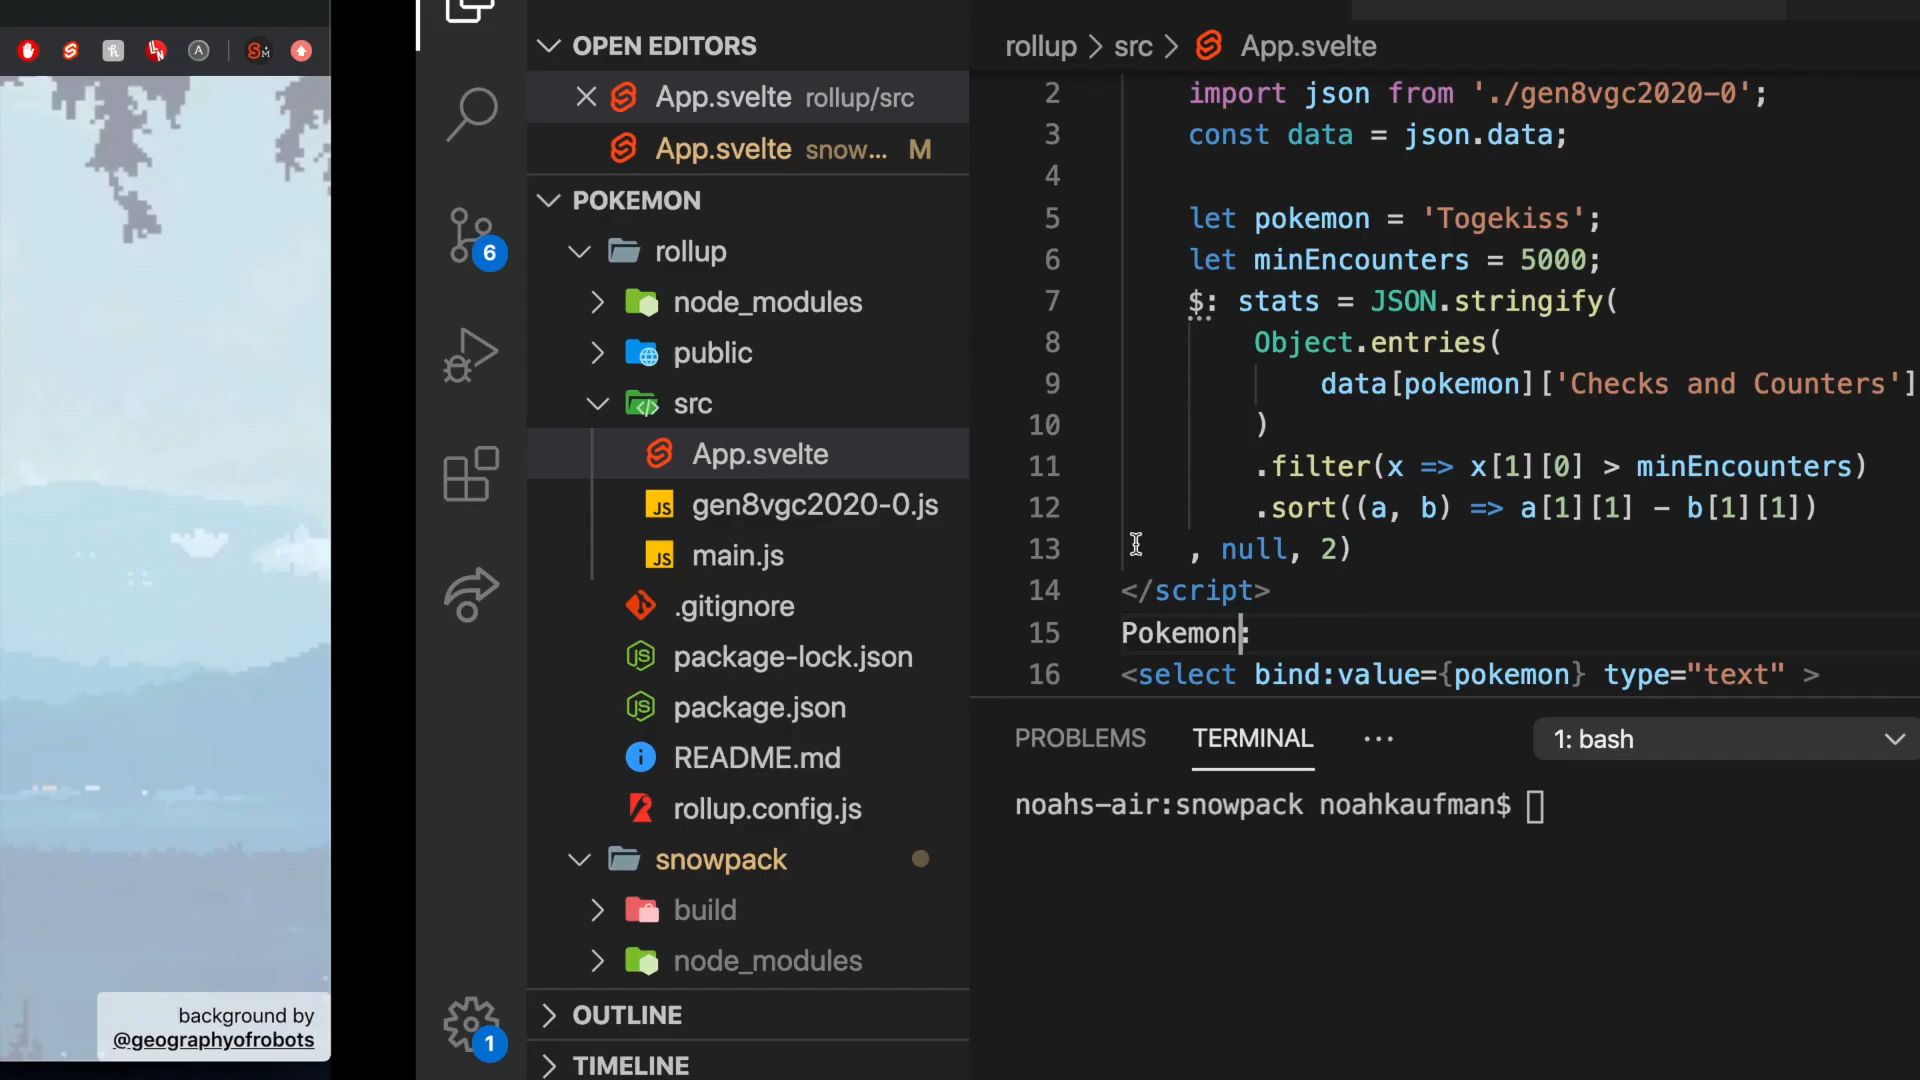 background by
@geographyofrobots
6
1
OPEN EDITORS
App.svelte rollup/src
App.svelte snow... M
POKEMON
rollup
node_modules
public
src
App.svelte
gen8vgc2020-0.js
main.js
.gitignore
package-lock.json
package.json
README.md
rollup.config.js
snowpack
build
node_modules
OUTLINE
TIMELINE
rollup > src > App.svelte
2 import json from './gen8vgc2020-0';
3 const data = json.data;
4
5 let pokemon = 'Togekiss';
6 let minEncounters = 5000;
7 $: stats = JSON.stringify(
8 Object.entries(
9 data[pokemon]['Checks and Counters']
10 )
11 .filter(x => x[1][0] > minEncounters)
12 .sort((a, b) => a[1][1] - b[1][1])
13 , null, 2)
14 </script>
15 Pokemon:
16 <select bind:value={pokemon} type="text" >
PROBLEMS TERMINAL ... 1: bash
noahs-air:snowpack noahkaufman$